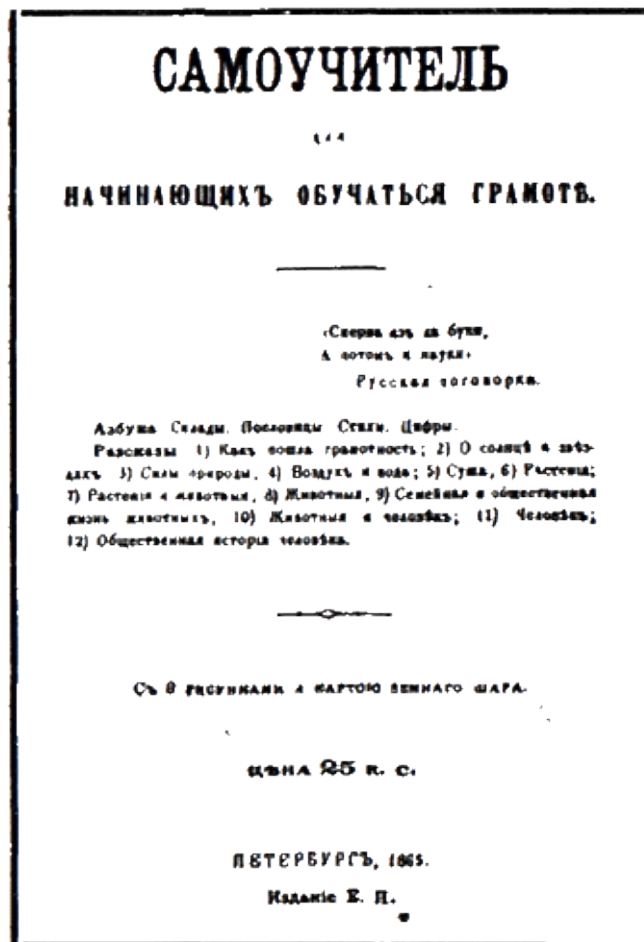 САМОУЧИТЕЛЬ
для
НАЧИНАЮЩИХЪ ОБУЧАТЬСЯ ГРАМОТѢ.
«Сперва азъ да буки,
А потомъ и науки»
Русская поговорка.
Азбука Склады. Пословицы Стихи. Цифры.
Разсказы 1) Какъ пошла грамотность; 2) О солнцѣ и звѣз-
дахъ 3) Силы природы, 4) Воздухъ и вода; 5) Суша, 6) Растенія;
7) Растенія и животныя, 8) Животныя, 9) Семейная и общественная
жизнь животныхъ, 10) Животныя и человѣкъ; 11) Человѣкъ;
12) Общественная исторія человѣка.
Съ 8 РИСУНКАМИ И КАРТОЮ ЗЕМНАГО ШАРА.
ЦѢНА 25 К. С.
ПЕТЕРБУРГЪ, 1865.
Изданіе Е. П.